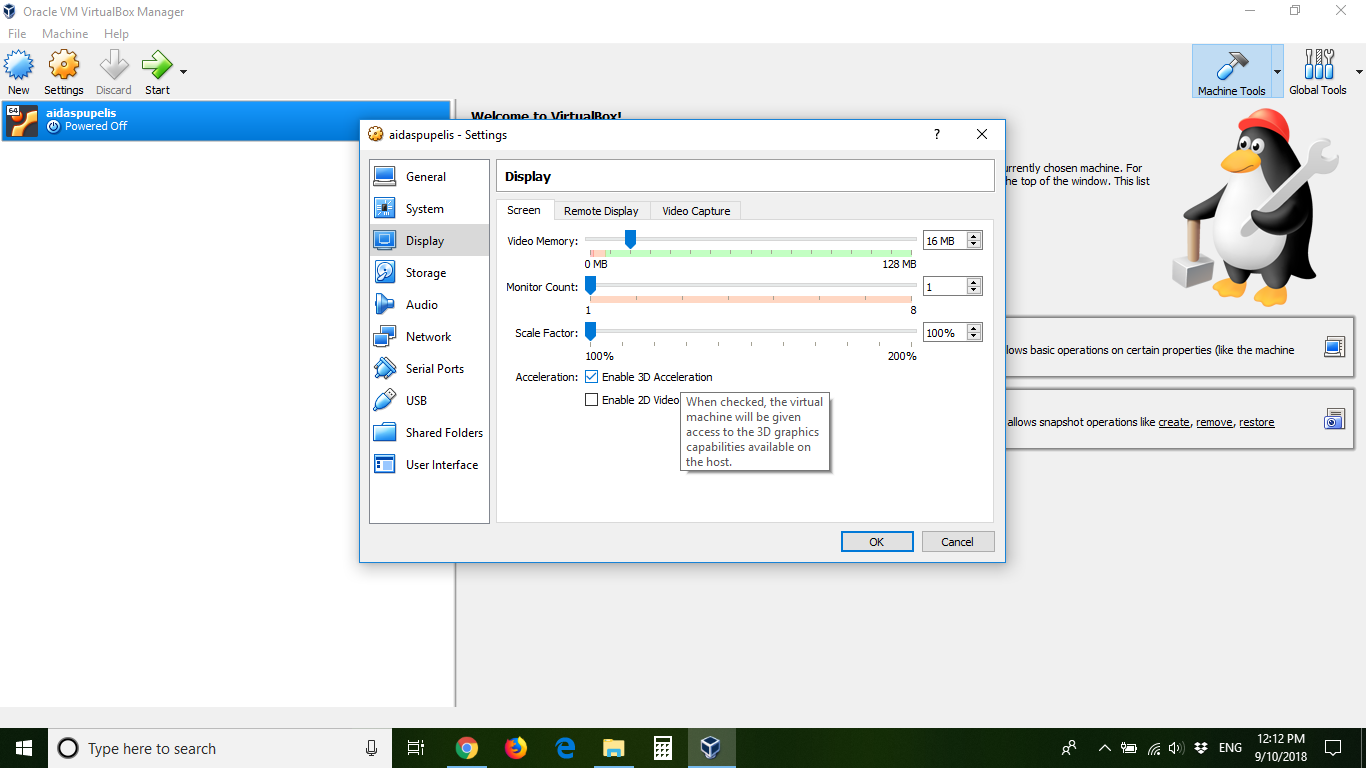 Oracle VM VirtualBox Manager
File Machine Help
New Settings Discard Start
Machine Tools Global Tools
64
aidaspupelis
Powered Off
Welcome to VirtualBox!
urrently chosen machine. For
he top of the window. This list
lows basic operations on certain properties (like the machine
allows snapshot operations like create, remove, restore
aidaspupelis - Settings
?
General
System
Display
Storage
Audio
Network
Serial Ports
USB
Shared Folders
User Interface
Display
Screen Remote Display Video Capture
Video Memory: 16 MB
0 MB 128 MB
Monitor Count: 1
1 8
Scale Factor: 100%
100% 200%
Acceleration: Enable 3D Acceleration
Enable 2D Video
When checked, the virtual
machine will be given
access to the 3D graphics
capabilities available on
the host.
OK Cancel
Type here to search
ENG
12:12 PM
9/10/2018